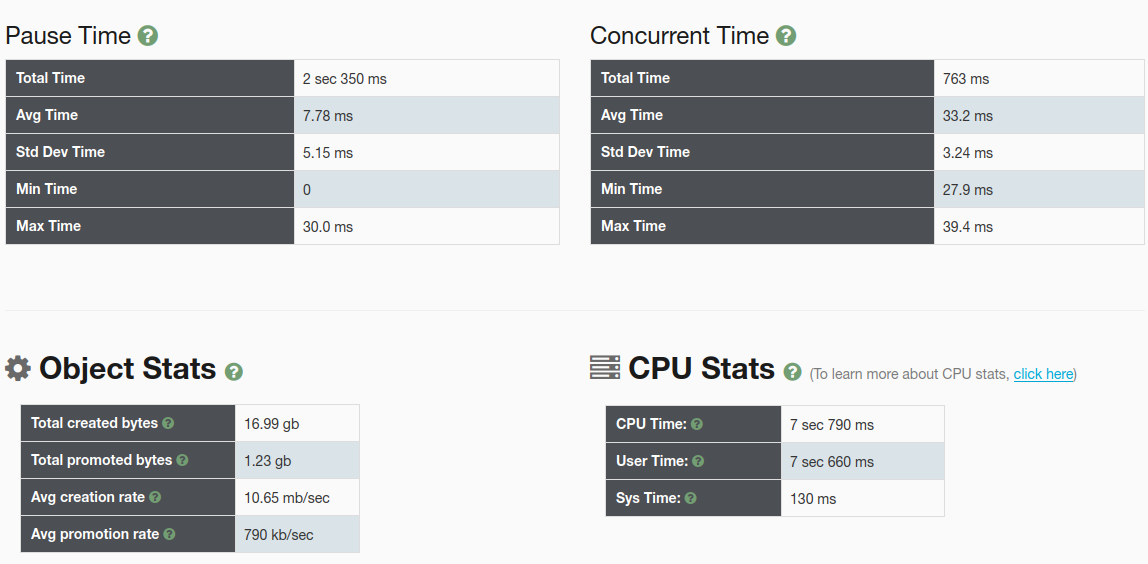 Pause Time ?
Total Time 2 sec 350 ms
Avg Time 7.78 ms
Std Dev Time 5.15 ms
Min Time 0
Max Time 30.0 ms
Concurrent Time ?
Total Time 763 ms
Avg Time 33.2 ms
Std Dev Time 3.24 ms
Min Time 27.9 ms
Max Time 39.4 ms
Object Stats ?
Total created bytes ? 16.99 gb
Total promoted bytes ? 1.23 gb
Avg creation rate ? 10.65 mb/sec
Avg promotion rate ? 790 kb/sec
CPU Stats ? (To learn more about CPU stats, click here)
CPU Time: ? 7 sec 790 ms
User Time: ? 7 sec 660 ms
Sys Time: ? 130 ms